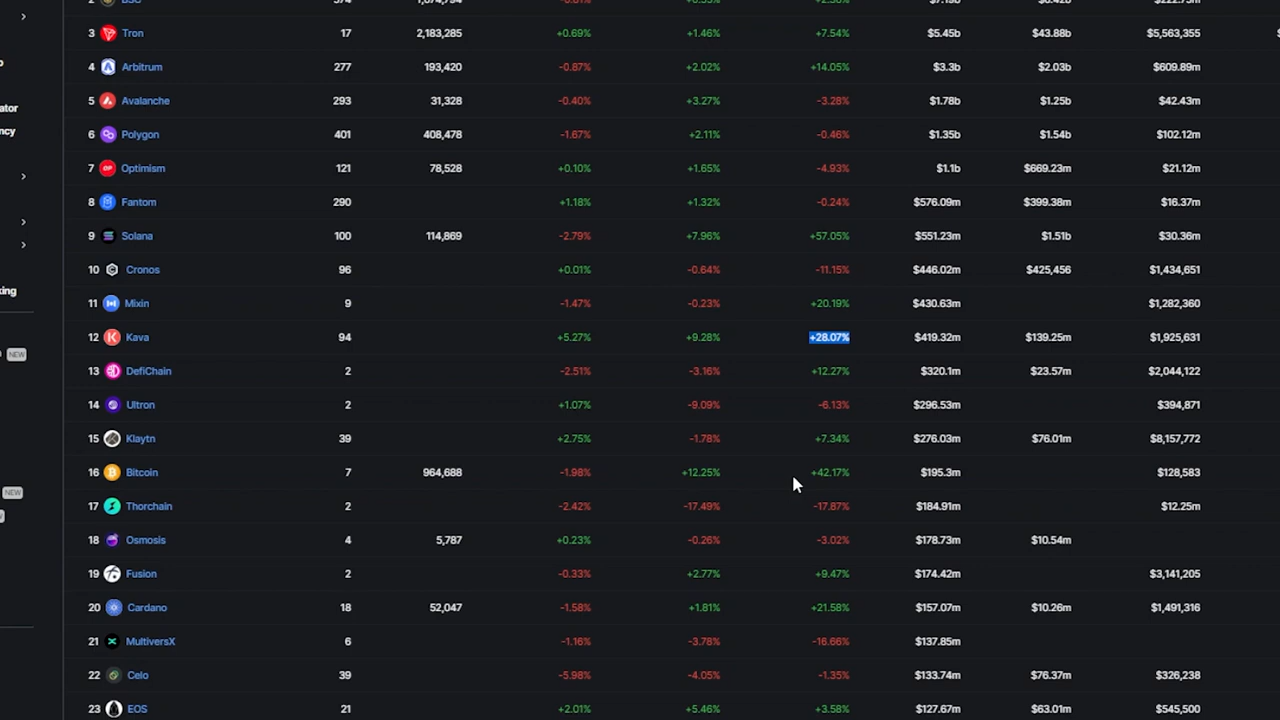 2 BSC 374
3 Tron 17 2,183,285 +0.69% +1.46% +7.54% $5.45b $43.88b $5,563,355
4 Arbitrum 277 193,420 -0.87% +2.02% +14.05% $3.3b $2.03b $609.89m
5 Avalanche 293 31,328 -0.40% +3.27% -3.28% $1.78b $1.25b $42.43m
ator
ncy
6 Polygon 401 408,478 -1.67% +2.11% -0.46% $1.35b $1.54b $102.12m
7 Optimism 121 78,528 +0.10% +1.65% -4.93% $1.1b $669.23m $21.12m
8 Fantom 290 +1.18% +1.32% -0.24% $576.09m $399.38m $16.37m
9 Solana 100 114,869 -2.79% +7.96% +57.05% $551.23m $1.51b $30.36m
10 Cronos 96 +0.01% -0.64% -11.15% $446.02m $425,456 $1,434,651
king
11 Mixin 9 -1.47% -0.23% +20.19% $430.63m $1,282,360
12 Kava 94 +5.27% +9.28% +28.07% $419.32m $139.25m $1,925,631
NEW
13 DefiChain 2 -2.51% -3.16% +12.27% $320.1m $23.57m $2,044,122
14 Ultron 2 +1.07% -9.09% -6.13% $296.53m $394,871
15 Klaytn 39 +2.75% -1.78% +7.34% $276.03m $76.01m $8,157,772
16 Bitcoin 7 964,688 -1.98% +12.25% +42.17% $195.3m $128,583
NEW
17 Thorchain 2 -2.42% -17.49% -17.87% $184.91m $12.25m
18 Osmosis 4 5,787 +0.23% -0.26% -3.02% $178.73m $10.54m
19 Fusion 2 -0.33% +2.77% +9.47% $174.42m $3,141,205
20 Cardano 18 52,047 -1.58% +1.81% +21.58% $157.07m $10.26m $1,491,316
21 MultiversX 6 -1.16% -3.78% -16.66% $137.85m
22 Celo 39 -5.98% -4.05% -1.35% $133.74m $76.37m $326,238
23 EOS 21 +2.01% +5.46% +3.58% $127.67m $63.01m $545,500